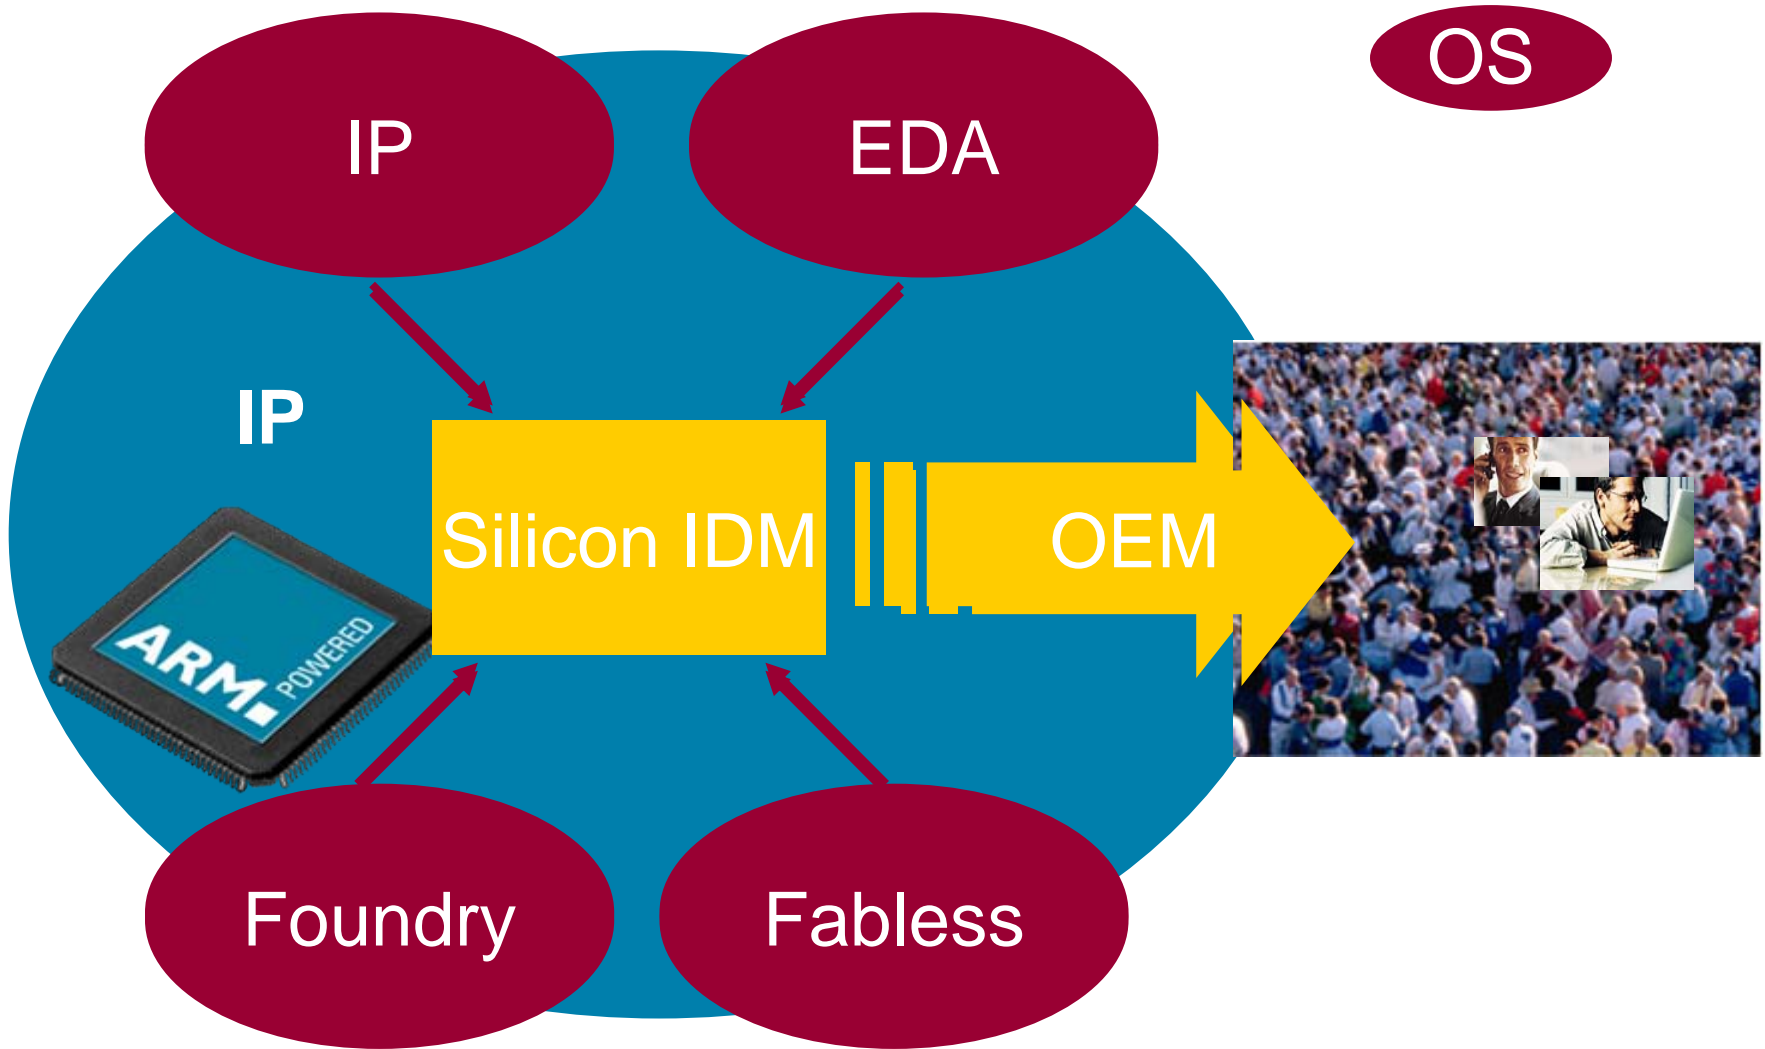 OS
IP
EDA
IP
Silicon IDM
OEM
ARM
POWERED
Foundry
Fabless